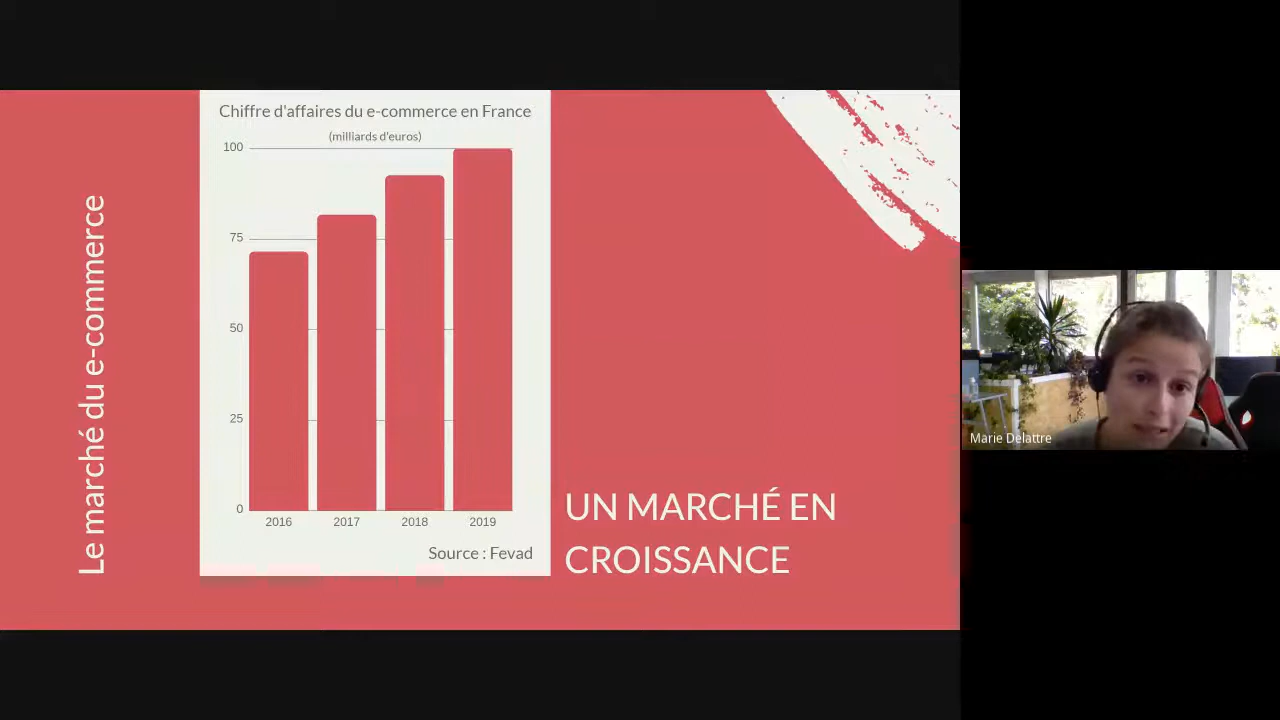 Le marché du e-commerce
Chiffre d'affaires du e-commerce en France
(milliards d'euros)
100
75
50
25
0
2016 2017 2018 2019
Source : Fevad
UN MARCHÉ EN
CROISSANCE
Marie Delattre